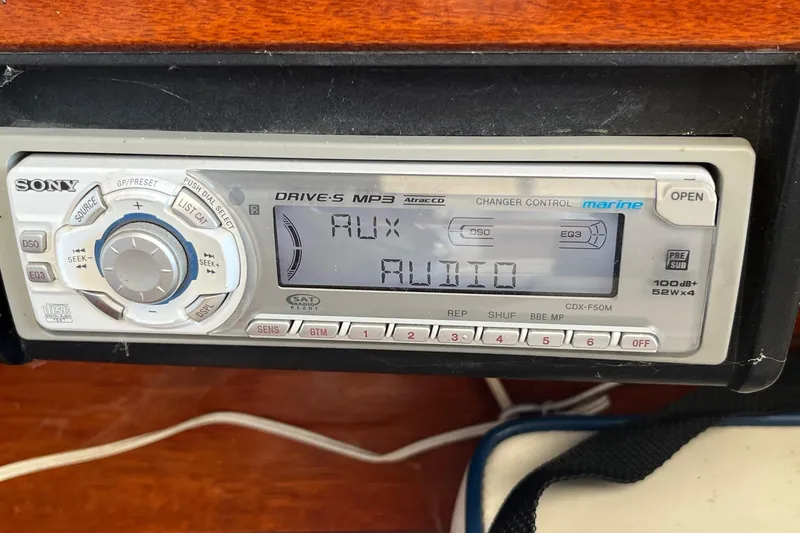 SONY
GP/PRESET
PUSH DIAL SELECT
SOURCE
LIST CAT
+
SEEK-
SEEK+
-
DSPL
DSO
EQ3
DRIVE•S MP3 AtracCD
CHANGER CONTROL marine
OPEN
AUX
DSO
EQ3
AUDIO
PRE SUB
100dB+
52Wx4
SAT
RADIO
READY
CDX-F50M
REP SHUF BBE MP
SENS BTM 1 2 3 4 5 6 OFF